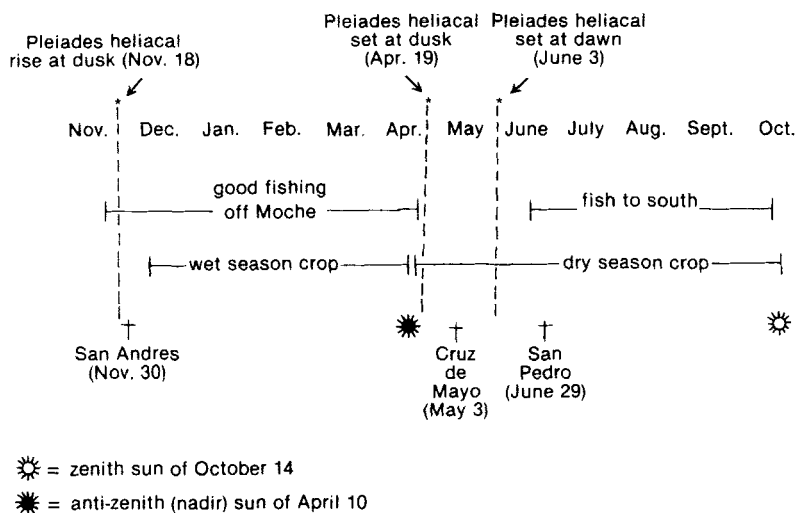 Pleiades heliacal
rise at dusk (Nov. 18)
Pleiades heliacal
set at dusk
(Apr. 19)
Pleiades heliacal
set at dawn
(June 3)
Nov. Dec. Jan. Feb. Mar. Apr. May June July Aug. Sept. Oct.
good fishing
off Moche
fish to south
wet season crop
dry season crop
San Andres
(Nov. 30)
Cruz
de
Mayo
(May 3)
San
Pedro
(June 29)
= zenith sun of October 14
= anti-zenith (nadir) sun of April 10